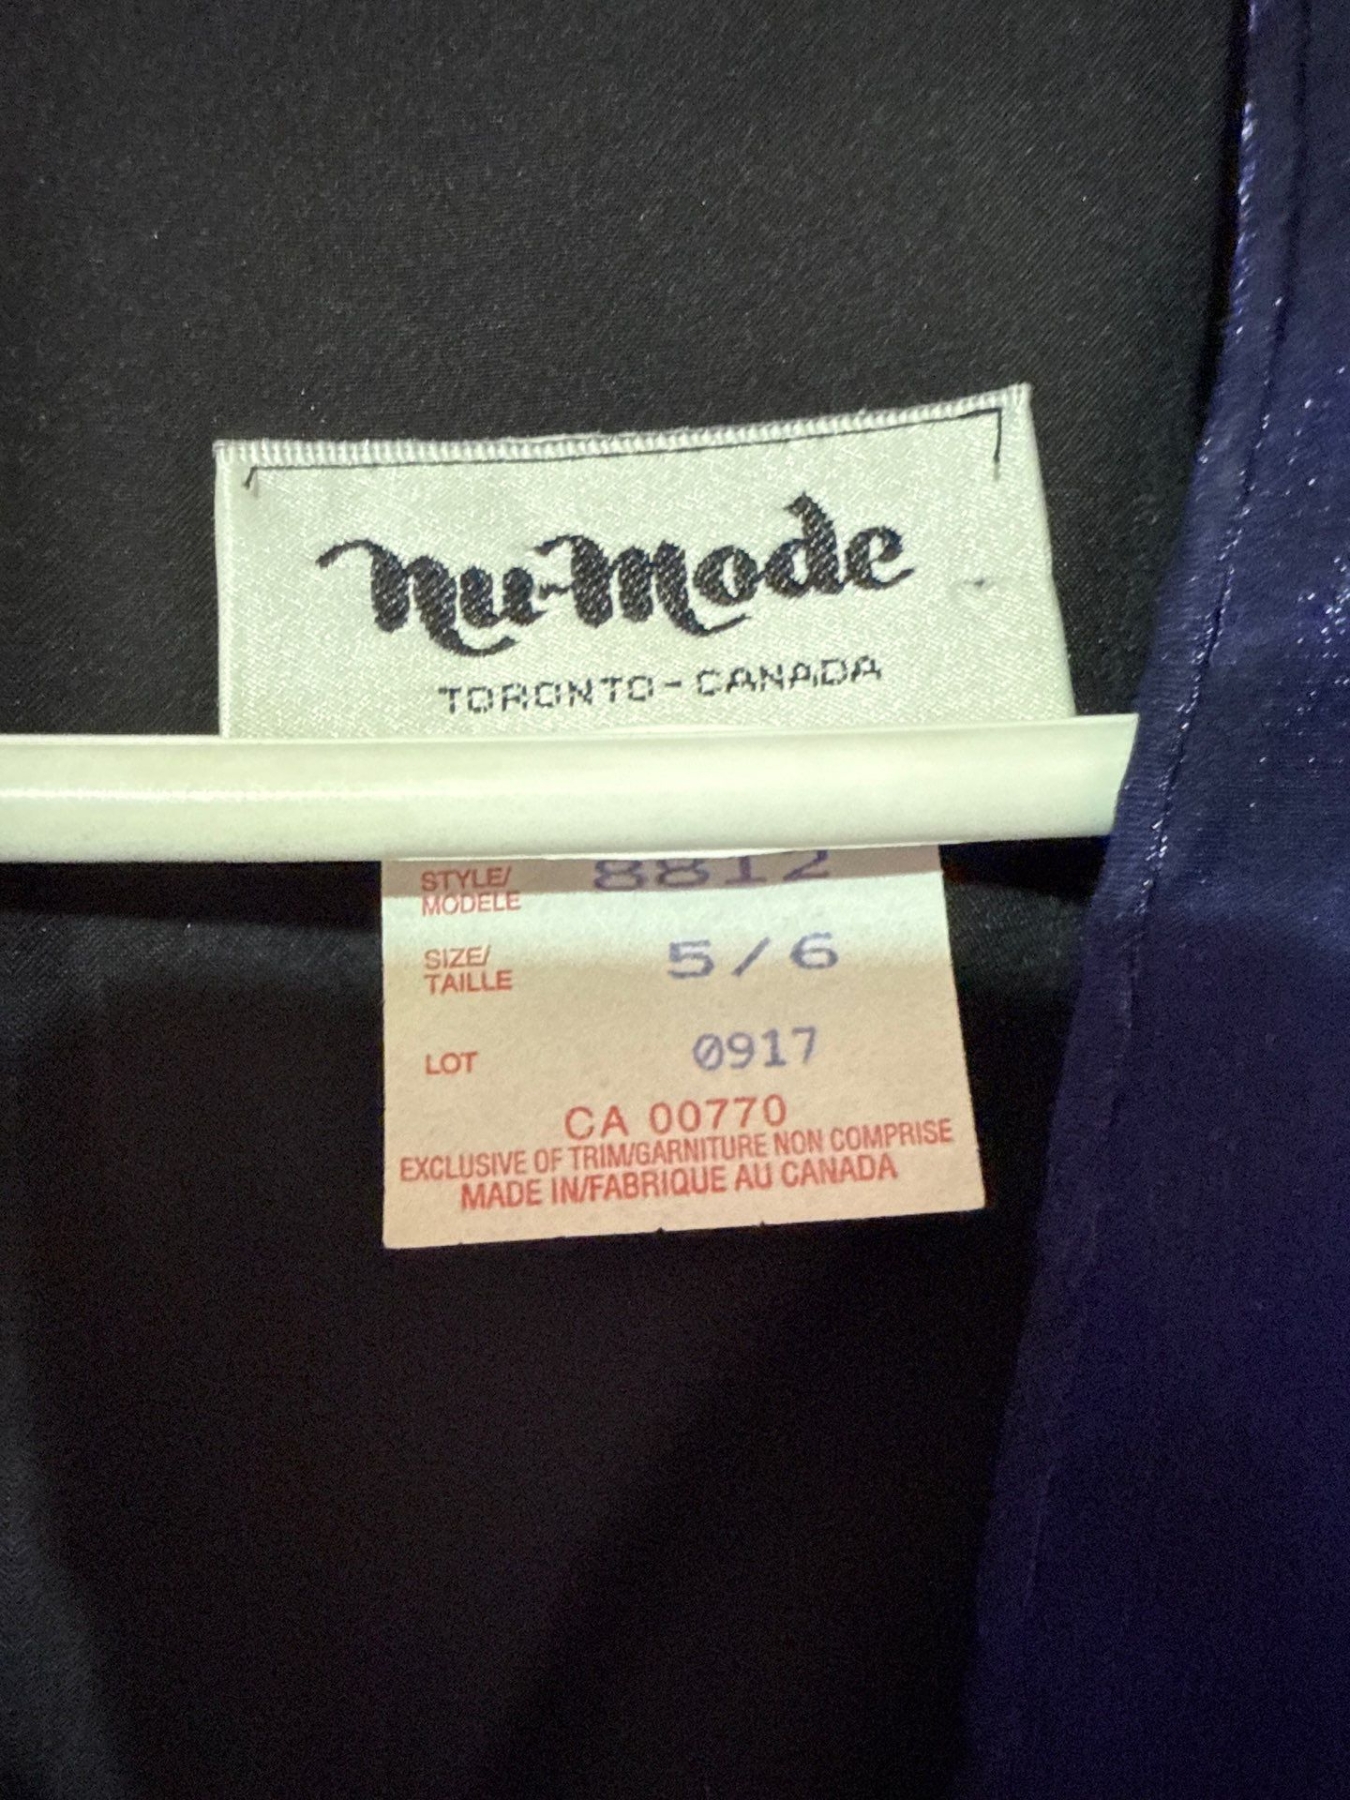 nu-mode
TORONTO-CANADA
STYLE/ 8812
MODELE
SIZE/ 5/6
TAILLE
LOT 0917
CA 00770
EXCLUSIVE OF TRIM/GARNITURE NON COMPRISE
MADE IN/FABRIQUE AU CANADA